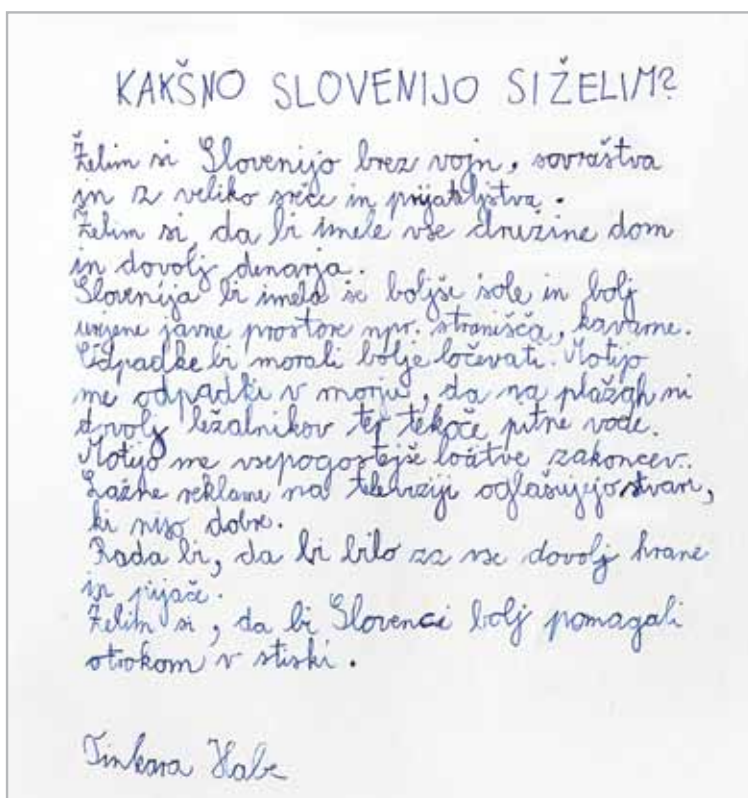 KAKŠNO SLOVENIJO SI ŽELIM?
Želim si Slovenijo brez vojn, sovraštva
in z veliko sreče in prijateljstva.
Želim si, da bi imele vse družine dom
in dovolj denarja.
Slovenija bi imela še boljše šole in bolj
urejene javne prostore npr. stranišča, kavarne.
Odpadke bi morali bolje ločevati. Motijo
me odpadki v morju, da na plažah ni
dovolj ležalnikov ter tekoče pitne vode.
Motijo me vsepogostejše ločitve zakoncev.
Lažne reklame na televiziji oglašujejo stvari,
ki niso dobre.
Rada bi, da bi bilo za vse dovolj hrane
in pijače.
Želim si, da bi Slovenci bolj pomagali
otrokom v stiski.
Tinkara Habe